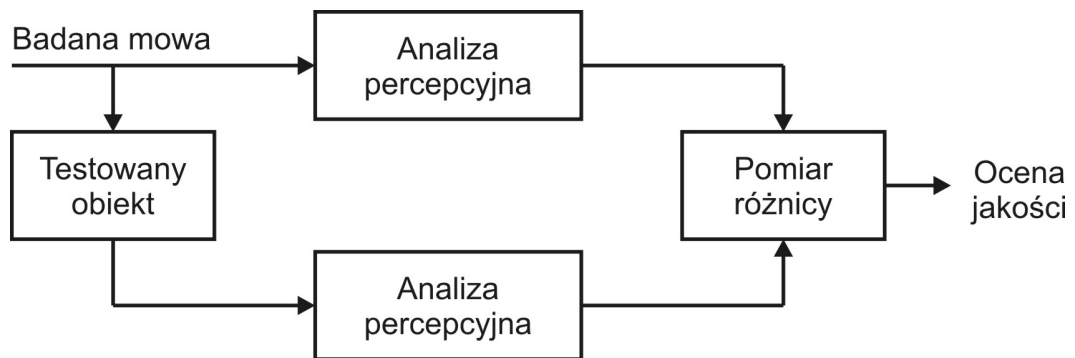 Badana mowa
Analiza
percepcyjna
Testowany
obiekt
Pomiar
różnicy
Ocena
jakości
Analiza
percepcyjna